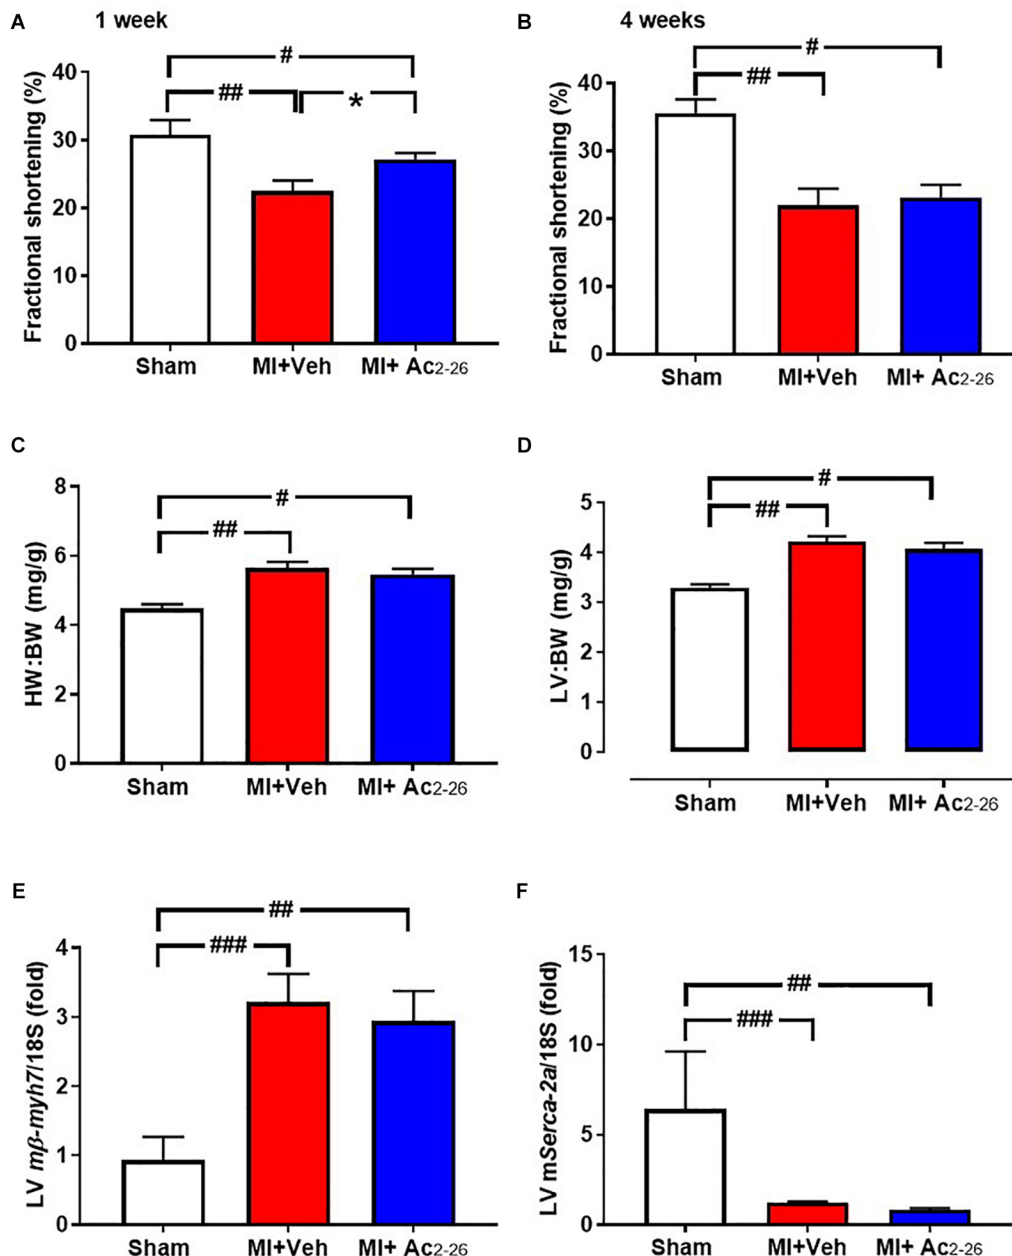 A 1 week
Fractional shortening (%)
40
30
20
10
0
#
##
*
Sham MI+Veh MI+ Ac2-26
B 4 weeks
Fractional shortening (%)
40
30
20
10
0
#
##
Sham MI+Veh MI+ Ac2-26
C
HW:BW (mg/g)
8
6
4
2
0
#
##
Sham MI+Veh MI+ Ac2-26
D
LV:BW (mg/g)
5
4
3
2
1
0
#
##
Sham MI+Veh MI+ Ac2-26
E
LV mβ-myh7/18S (fold)
4
3
2
1
0
##
###
Sham MI+Veh MI+ Ac2-26
F
LV mSerca-2a/18S (fold)
15
10
5
0
##
###
Sham MI+Veh MI+ Ac2-26